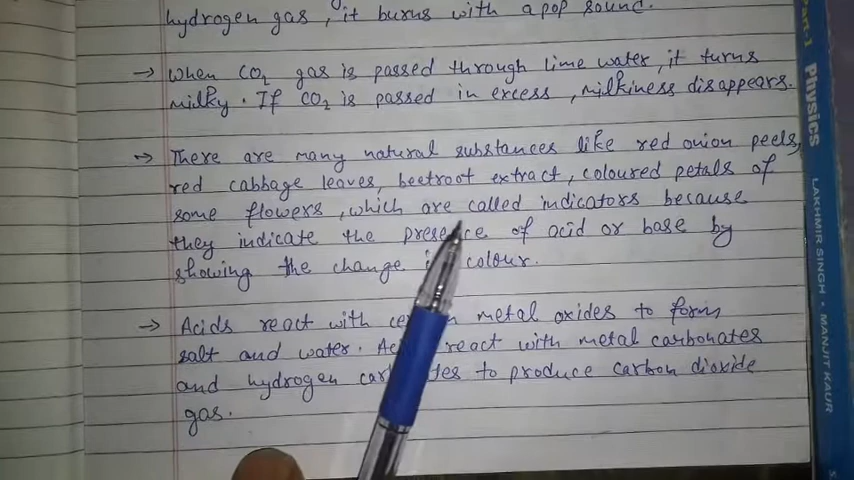 hydrogen gas, it burns with a pop sound.
→ When CO2 gas is passed through lime water, it turns
milky. If CO2 is passed in excess, milkiness disappears.
→ There are many natural substances like red onion peels,
red cabbage leaves, beetroot extract, coloured petals of
some flowers, which are called indicators because
they indicate the presence of acid or base by
showing the change colour.
→ Acids react with metal oxides to form
salt and water. react with metal carbonates
and hydrogen to produce carbon dioxide
gas.
Part-1
Physics
LAKHMIR SINGH • MANJIT KAUR